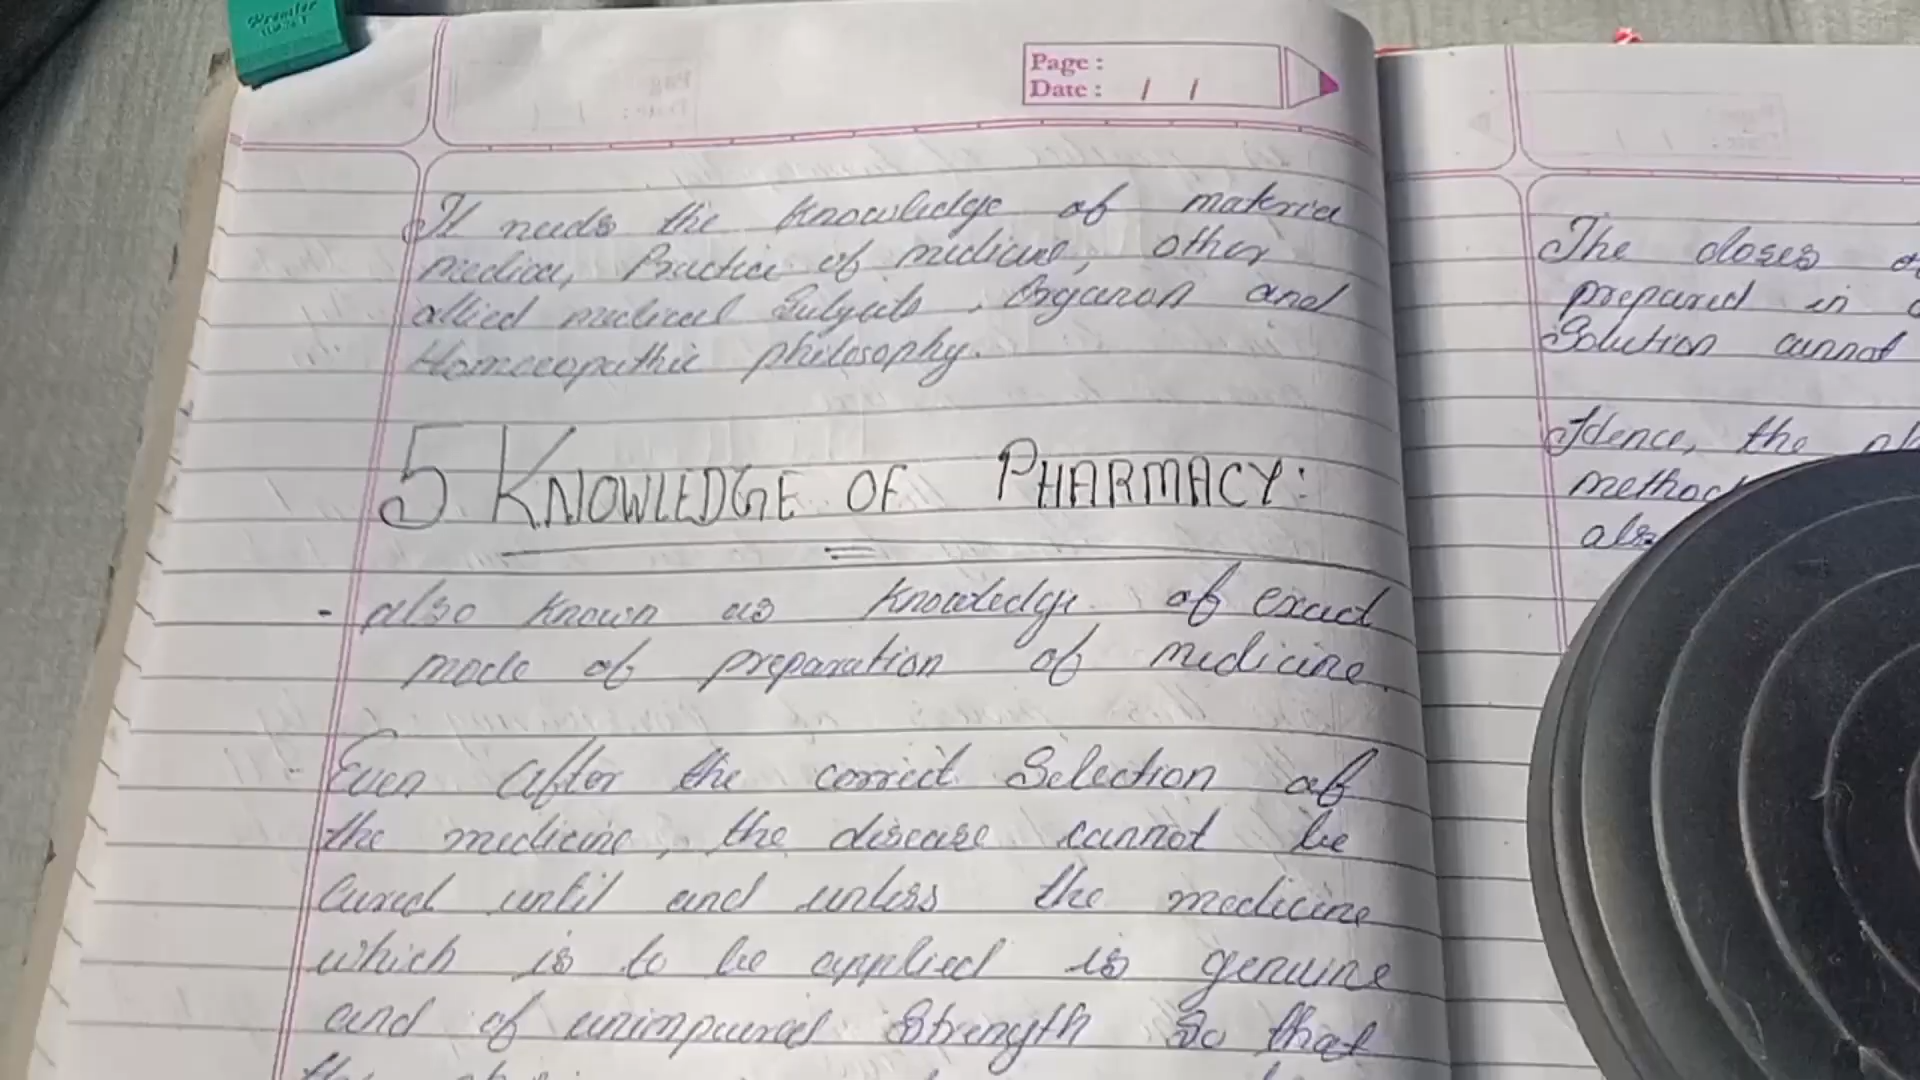 Page :
Date : / /
It needs the knowledge of materia
medica, Practice of medicine, other
allied medical Subjects, Organon and
Homoeopathic philosophy.
5 KNOWLEDGE OF PHARMACY:
- also known as knowledge of exact
mode of preparation of medicine.
Even after the correct Selection of
the medicine, the disease cannot be
Cured until and unless the medicine
which is to be applied is genuine
and of unimpaired Strength So that
The doses
prepared in
Solution cannot
Hence, the
method
also